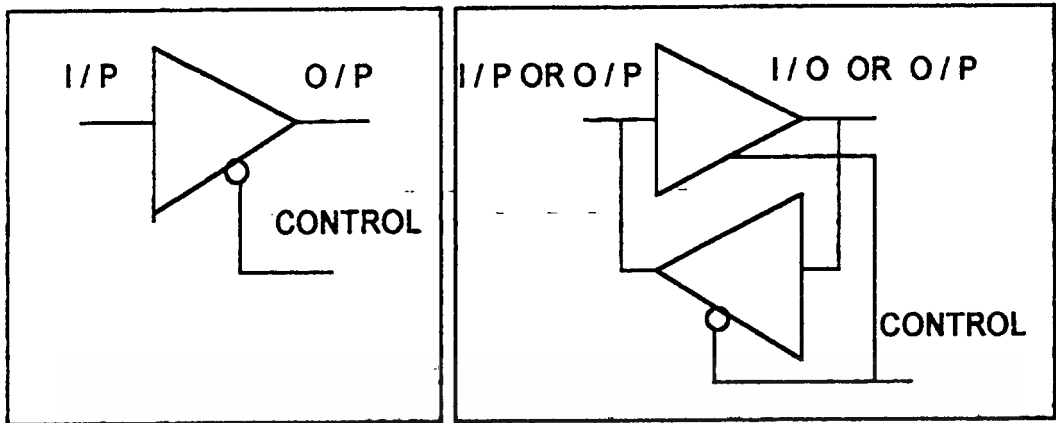 I / P
O / P
CONTROL
I / P OR O / P
I / O OR O / P
CONTROL